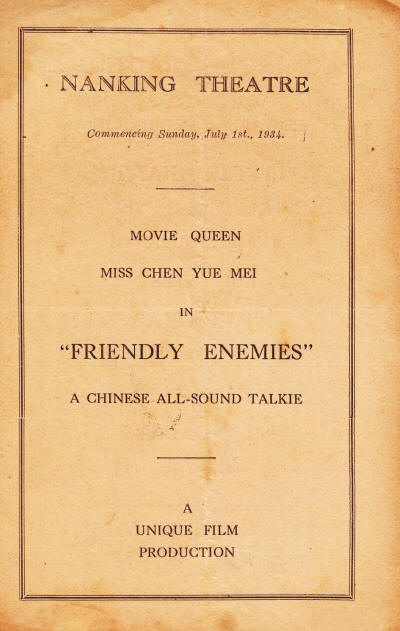 NANKING THEATRE
Commencing Sunday, July 1st., 1934.
MOVIE QUEEN
MISS CHEN YUE MEI
IN
"FRIENDLY ENEMIES"
A CHINESE ALL-SOUND TALKIE
A
UNIQUE FILM
PRODUCTION